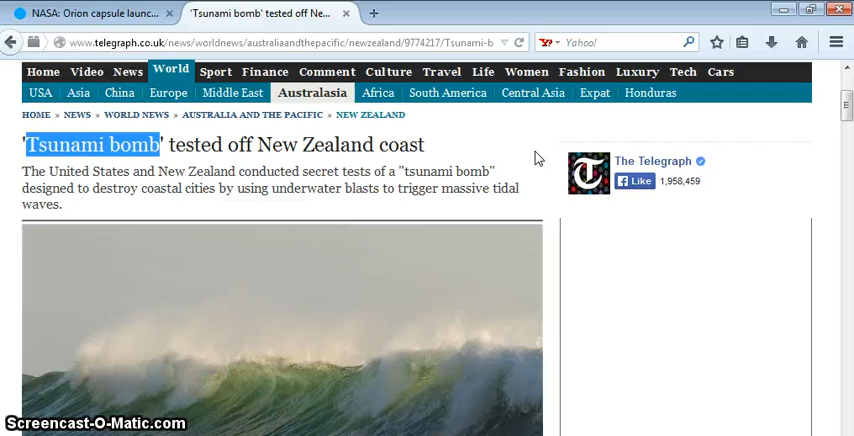 NASA: Orion capsule launc...
'Tsunami bomb' tested off New Ze...
www.telegraph.co.uk/news/worldnews/australiaandthepacific/newzealand/9774217/Tsunami-b
Yahoo!
Home Video News World Sport Finance Comment Culture Travel Life Women Fashion Luxury Tech Cars
USA Asia China Europe Middle East Australasia Africa South America Central Asia Expat Honduras
HOME » NEWS » WORLD NEWS » AUSTRALIA AND THE PACIFIC » NEW ZEALAND
'Tsunami bomb' tested off New Zealand coast
The United States and New Zealand conducted secret tests of a "tsunami bomb"
designed to destroy coastal cities by using underwater blasts to trigger massive tidal
waves.
The Telegraph
Like 1,958,459
Screencast-O-Matic.com